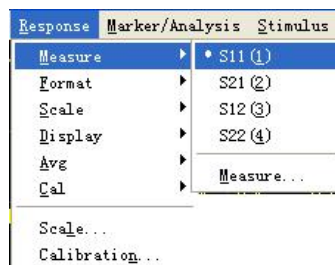 Response Marker/Analysis Stimulus
Measure
Format
Scale
Display
Avg
Cal
Scale...
Calibration...
S11 (1)
S21 (2)
S12 (3)
S22 (4)
Measure...